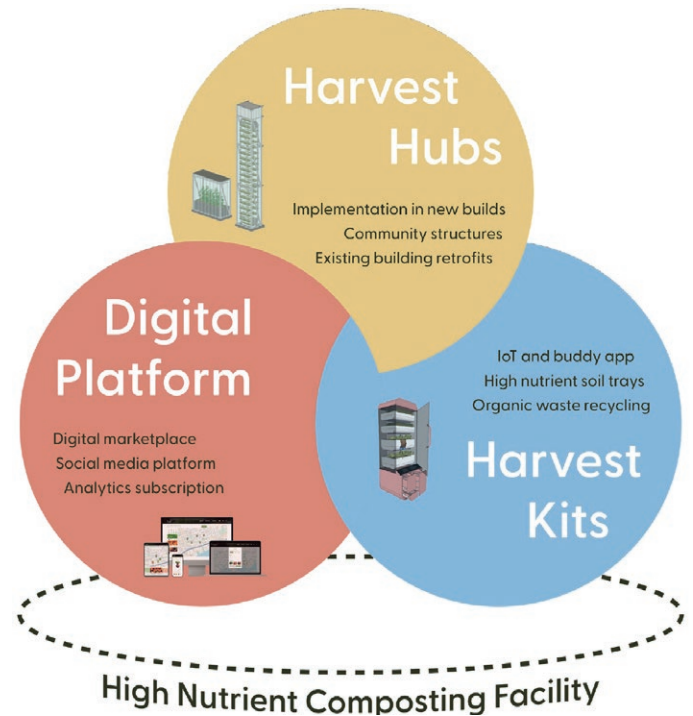 Harvest
Hubs
Implementation in new builds
Community structures
Existing building retrofits
Digital
Platform
Digital marketplace
Social media platform
Analytics subscription
IoT and buddy app
High nutrient soil trays
Organic waste recycling
Harvest
Kits
High Nutrient Composting Facility